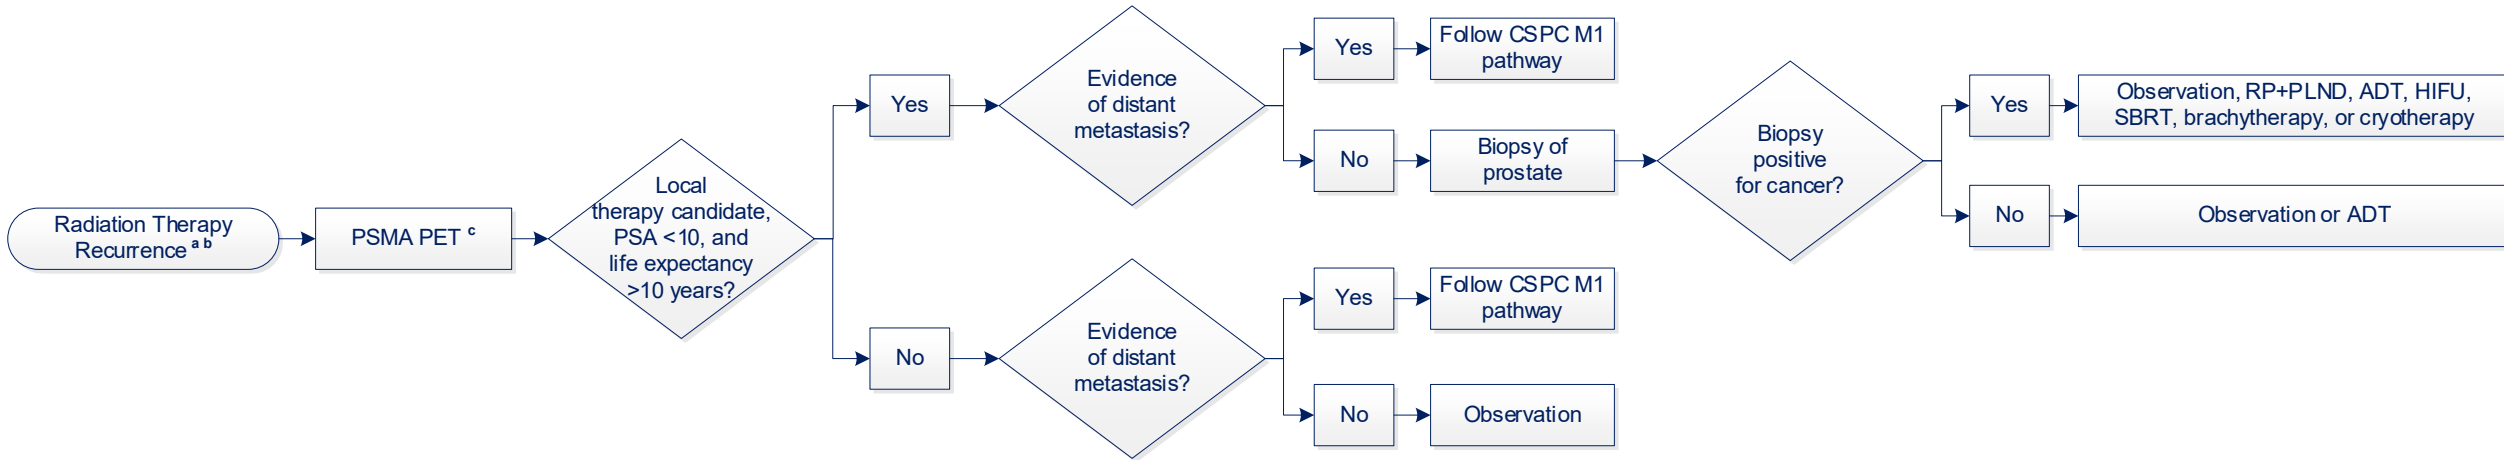 Radiation Therapy
Recurrence a b
PSMA PET c
Local
therapy candidate,
PSA <10, and
life expectancy
>10 years?
Yes
Evidence
of distant
metastasis?
Yes
Follow CSPC M1
pathway
No
Biopsy of
prostate
Biopsy
positive
for cancer?
Yes
Observation, RP+PLND, ADT, HIFU,
SBRT, brachytherapy, or cryotherapy
No
Observation or ADT
No
Evidence
of distant
metastasis?
Yes
Follow CSPC M1
pathway
No
Observation